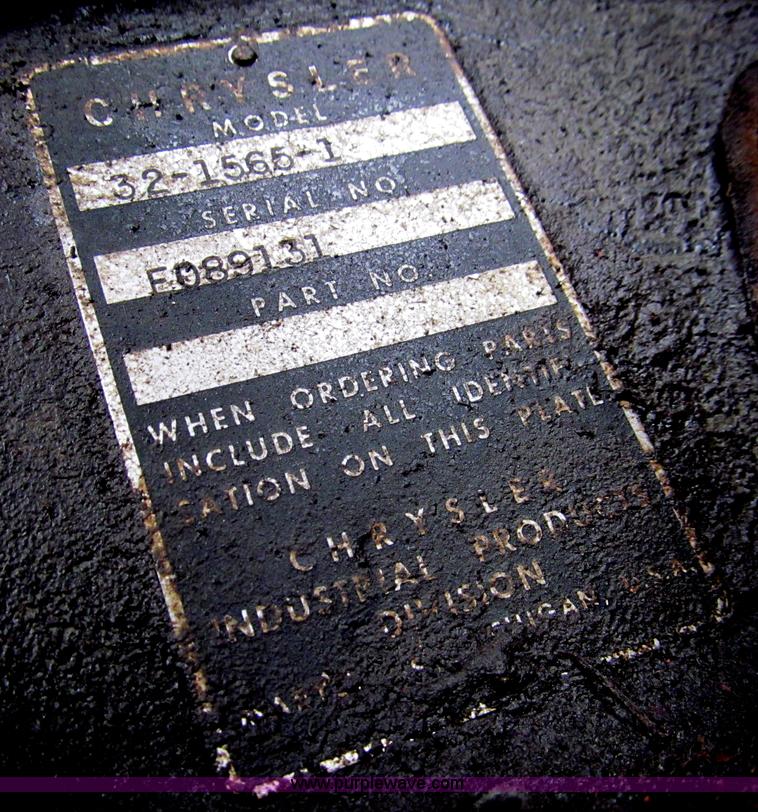 CHRYSLER
MODEL
32-1565-1
SERIAL NO.
E089131
PART NO.
WHEN ORDERING PARTS
INCLUDE ALL IDENTIFI-
CATION ON THIS PLATE
CHRYSLER
INDUSTRIAL PRODUCTS
DIVISION
MICHIGAN, U.S.A.
www.purplewave.com